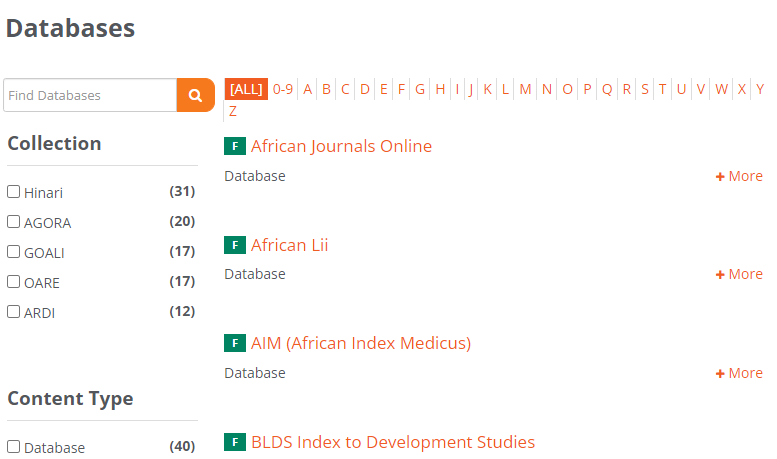 Databases
Find Databases
[ALL] 0-9 A B C D E F G H I J K L M N O P Q R S T U V W X Y
Z
Collection
Hinari (31)
AGORA (20)
GOALI (17)
OARE (17)
ARDI (12)
Content Type
Database (40)
F African Journals Online
Database + More
F African Lii
Database + More
F AIM (African Index Medicus)
Database + More
F BLDS Index to Development Studies